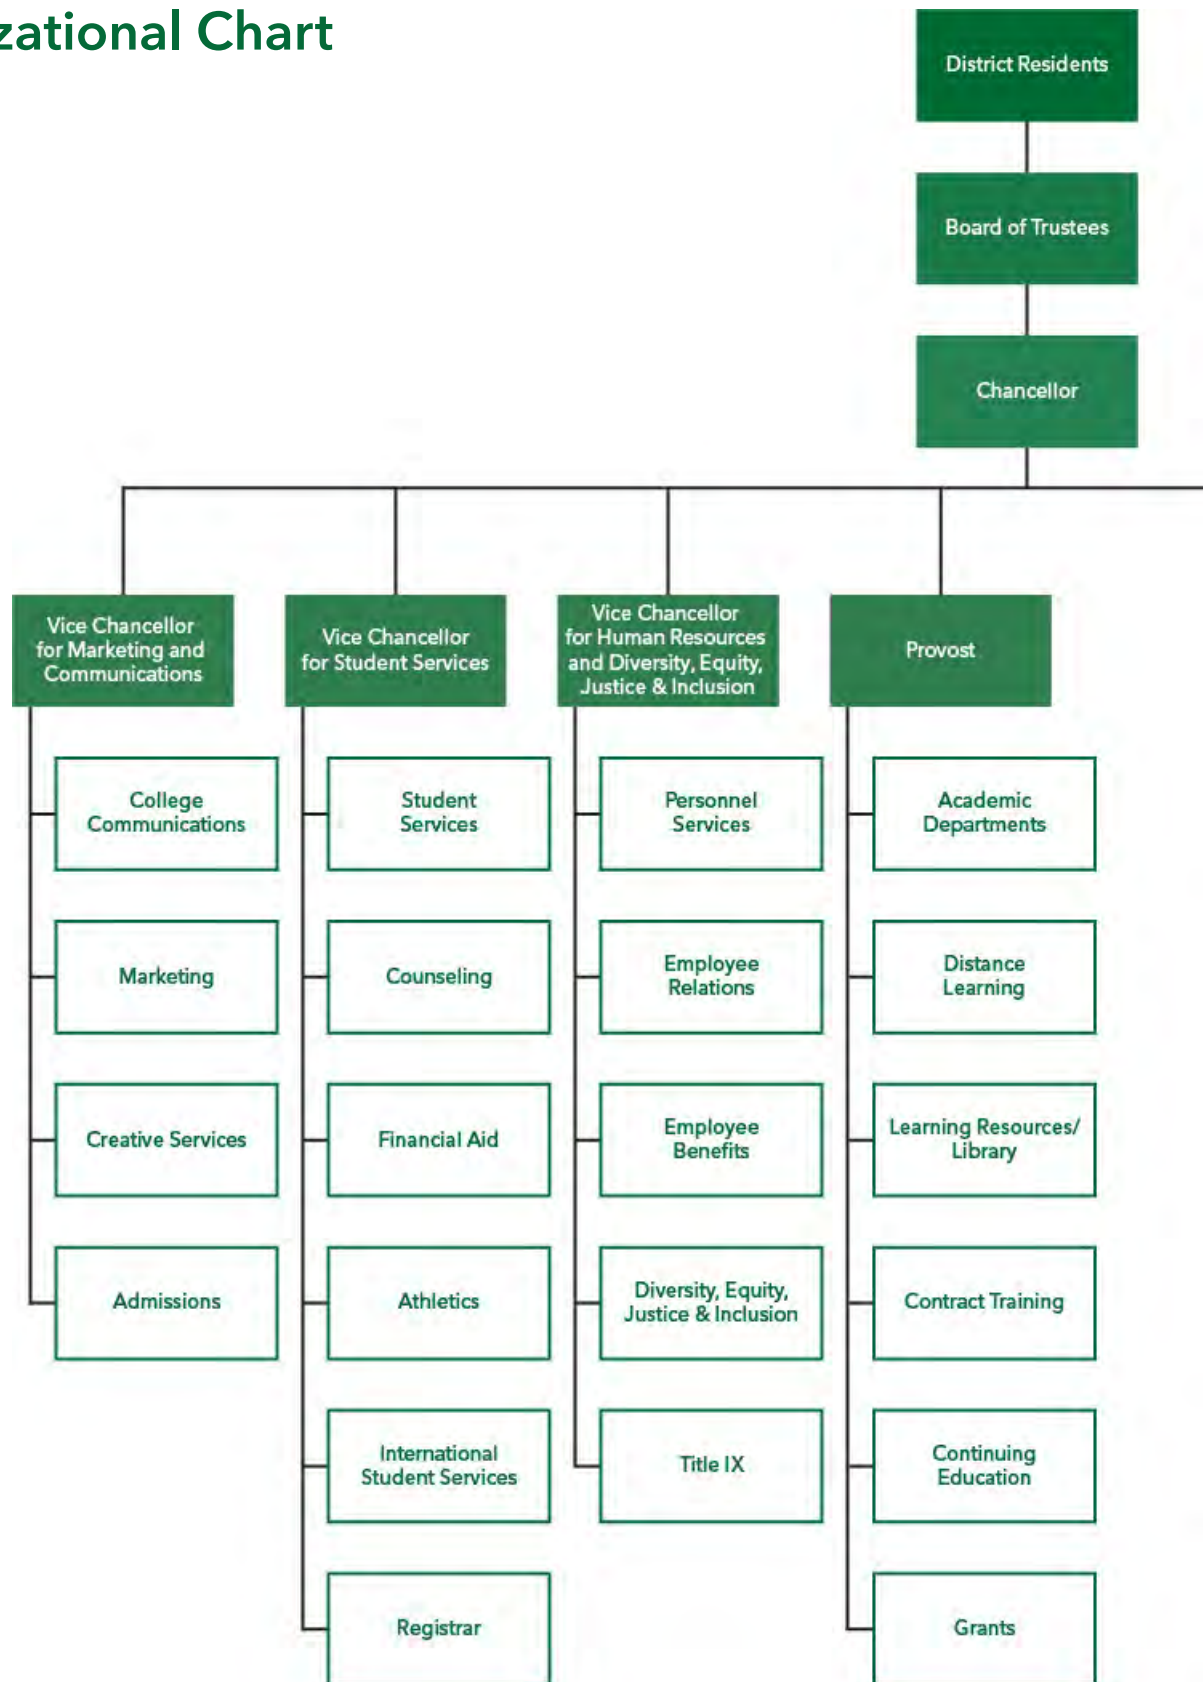 zational Chart
District Residents
Board of Trustees
Chancellor
Vice Chancellor
for Marketing and
Communications
College
Communications
Marketing
Creative Services
Admissions
Vice Chancellor
for Student Services
Student
Services
Counseling
Financial Aid
Athletics
International
Student Services
Registrar
Vice Chancellor
for Human Resources
and Diversity, Equity,
Justice & Inclusion
Personnel
Services
Employee
Relations
Employee
Benefits
Diversity, Equity,
Justice & Inclusion
Title IX
Provost
Academic
Departments
Distance
Learning
Learning Resources/
Library
Contract Training
Continuing
Education
Grants